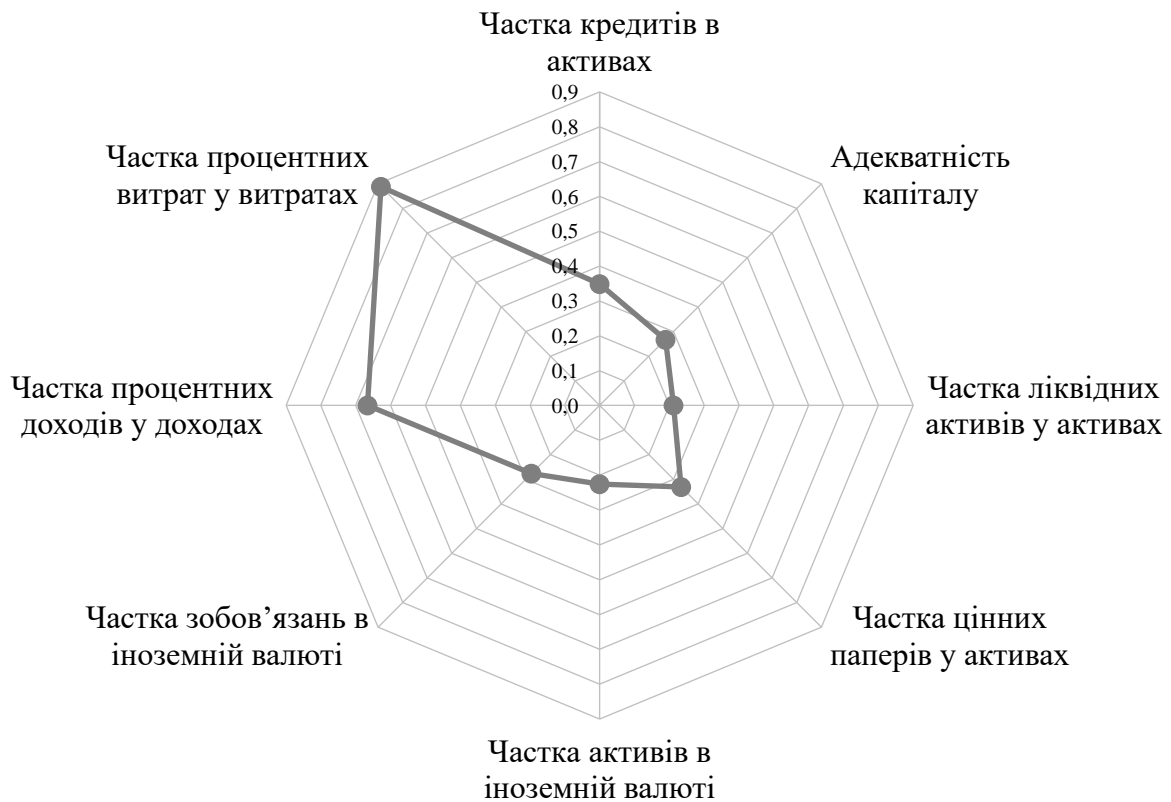 Частка кредитів в
активах
Адекватність
капіталу
Частка ліквідних
активів у активах
Частка цінних
паперів у активах
Частка активів в
іноземній валюті
Частка зобов’язань в
іноземній валюті
Частка процентних
доходів у доходах
Частка процентних
витрат у витратах
0,9
0,8
0,7
0,6
0,5
0,4
0,3
0,2
0,1
0,0